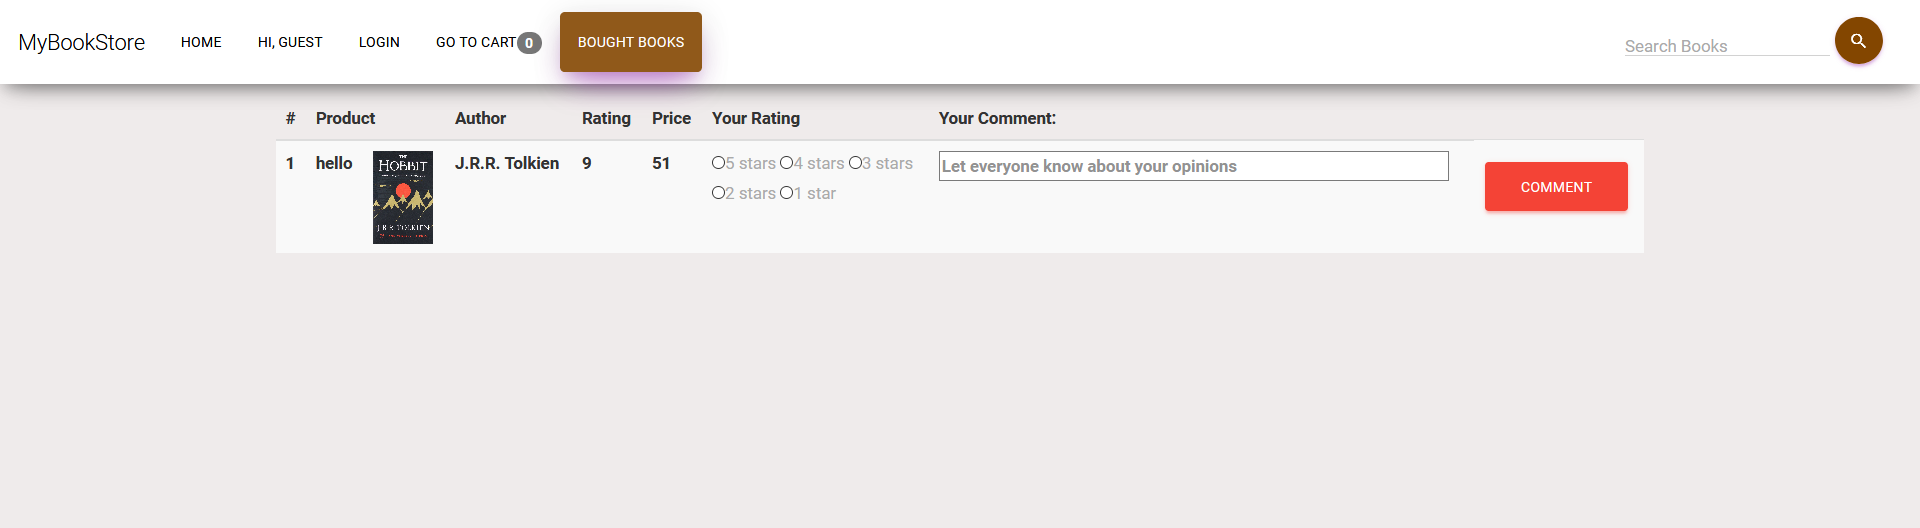 MyBookStore HOME HI, GUEST LOGIN GO TO CART 0 BOUGHT BOOKS Search Books
# Product Author Rating Price Your Rating Your Comment:
1 hello J.R.R. Tolkien 9 51 5 stars 4 stars 3 stars Let everyone know about your opinions
2 stars 1 star COMMENT
THE
HOBBIT
J.R.R. TOLKIEN